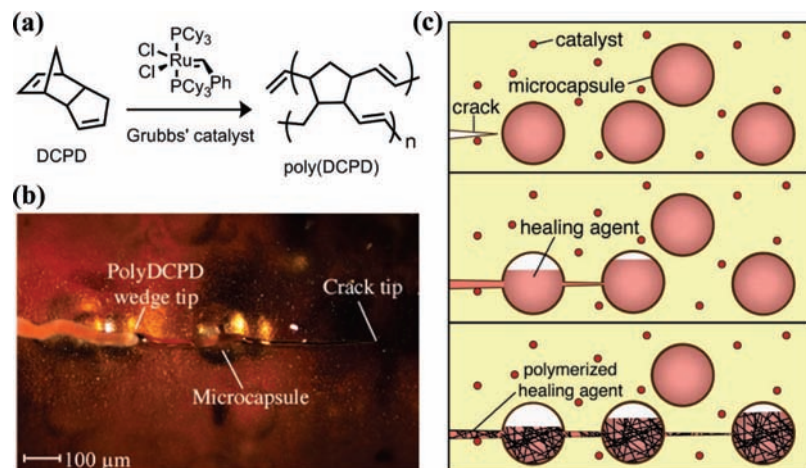 (a)
PCy₃
Cl
Cl
Ru
Ph
PCy₃
Grubbs' catalyst
DCPD
n
poly(DCPD)
(b)
PolyDCPD
wedge tip
Crack tip
Microcapsule
100 µm
(c)
catalyst
microcapsule
crack
healing agent
polymerized
healing agent